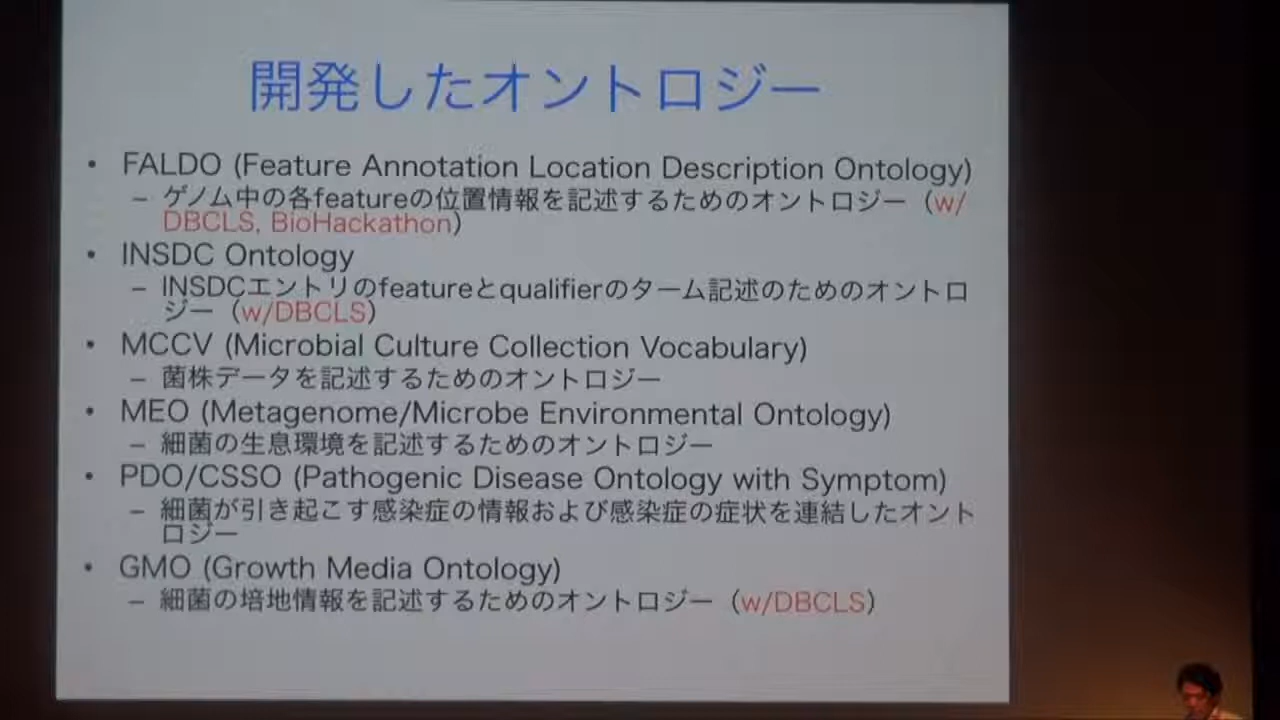 開発したオントロジー
• FALDO (Feature Annotation Location Description Ontology)
– ゲノム中の各featureの位置情報を記述するためのオントロジー（w/
DBCLS, BioHackathon）
• INSDC Ontology
– INSDCエントリのfeatureとqualifierのターム記述のためのオントロ
ジー（w/DBCLS）
• MCCV (Microbial Culture Collection Vocabulary)
– 菌株データを記述するためのオントロジー
• MEO (Metagenome/Microbe Environmental Ontology)
– 細菌の生息環境を記述するためのオントロジー
• PDO/CSSO (Pathogenic Disease Ontology with Symptom)
– 細菌が引き起こす感染症の情報および感染症の症状を連結したオント
ロジー
• GMO (Growth Media Ontology)
– 細菌の培地情報を記述するためのオントロジー（w/DBCLS）